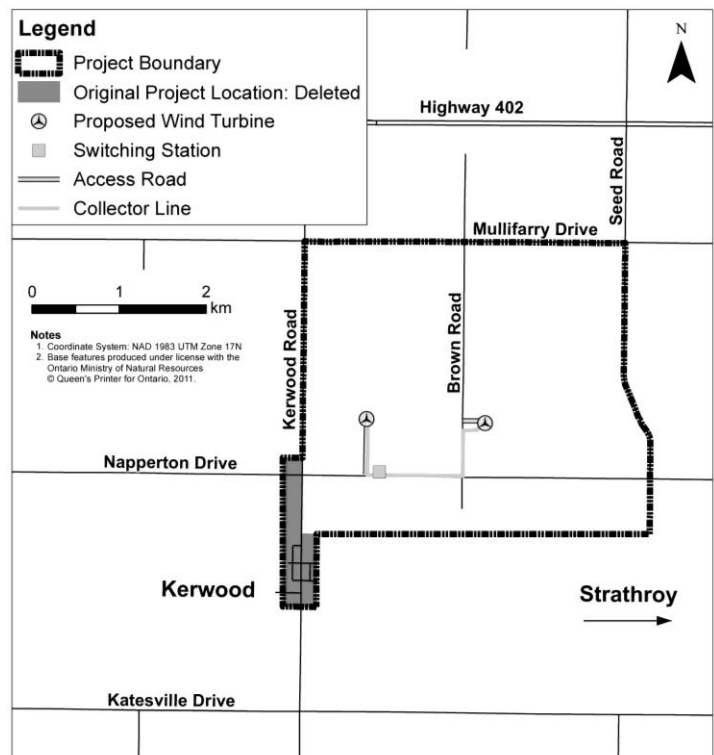 Legend
Project Boundary
Original Project Location: Deleted
Proposed Wind Turbine
Switching Station
Access Road
Collector Line
N
Highway 402
Seed Road
Mullifarry Drive
0 1 2
km
Notes
1. Coordinate System: NAD 1983 UTM Zone 17N
2. Base features produced under license with the
Ontario Ministry of Natural Resources
© Queen's Printer for Ontario, 2011.
Kerwood Road
Brown Road
Napperton Drive
Kerwood
Strathroy
Katesville Drive